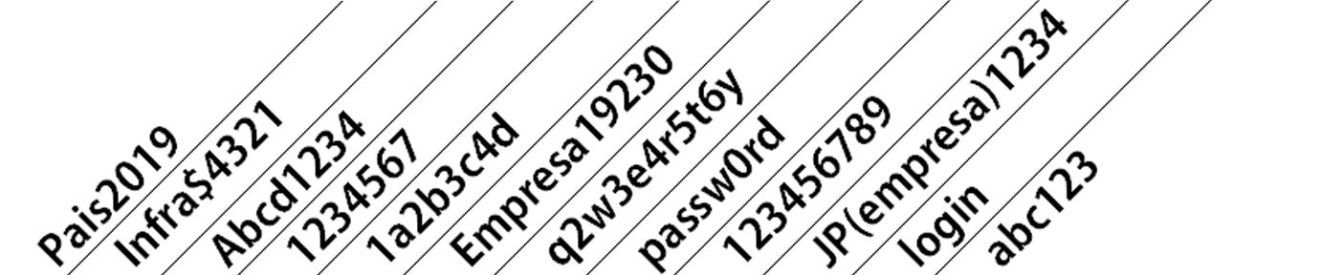 Pais2019
Infra$4321
Abcd1234
1234567
1a2b3c4d
Empresa19230
q2w3e4r5t6y
passw0rd
123456789
JP(empresa)1234
login
abc123